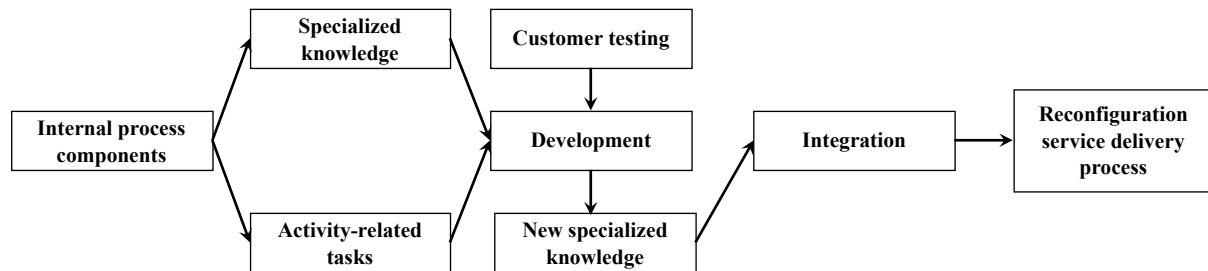 Specialized
knowledge
Customer testing
Internal process
components
Development
Integration
Reconfiguration
service delivery
process
Activity-related
tasks
New specialized
knowledge